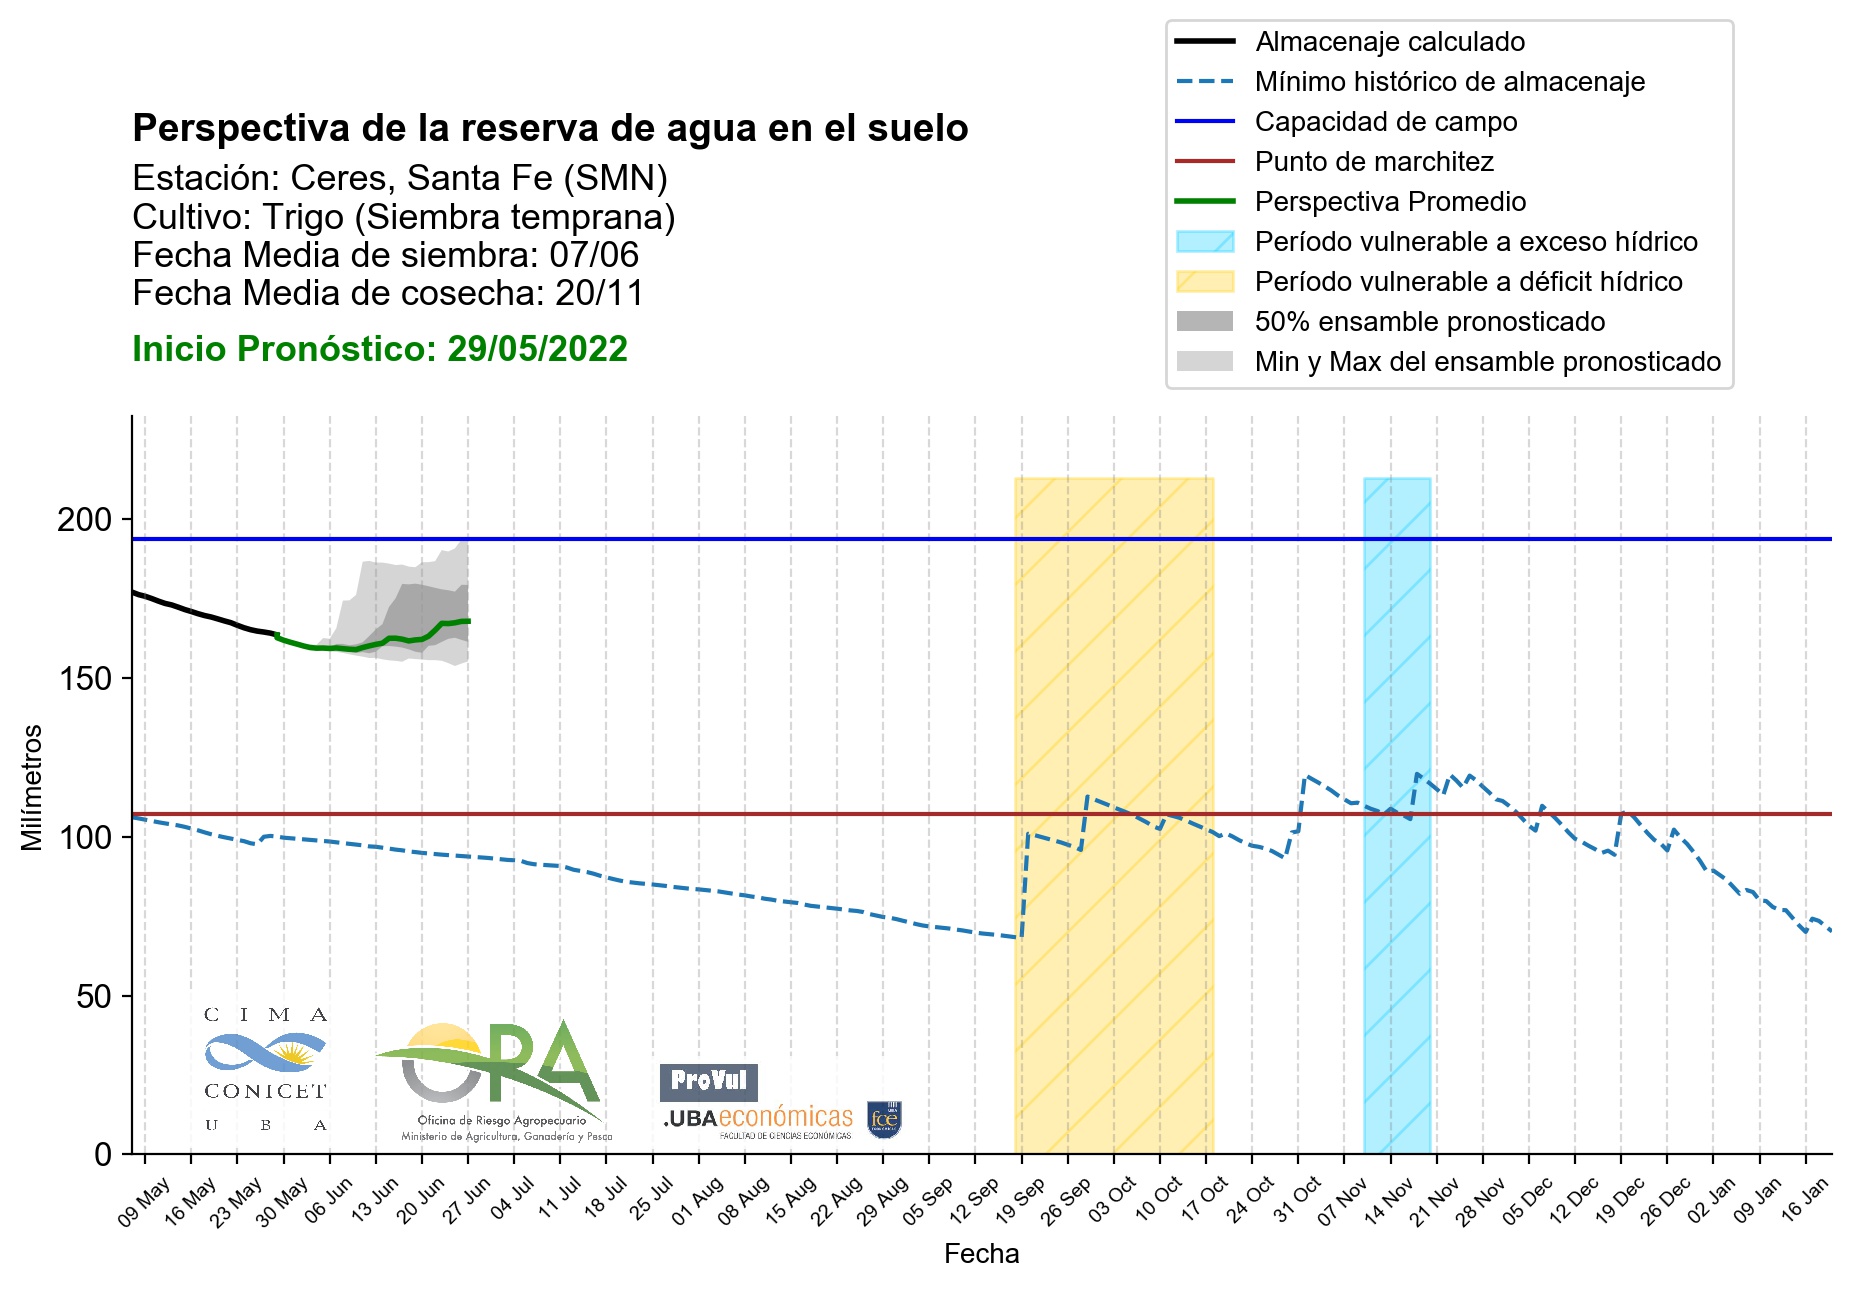 Almacenaje calculado
Mínimo histórico de almacenaje
Capacidad de campo
Punto de marchitez
Perspectiva Promedio
Período vulnerable a exceso hídrico
Período vulnerable a déficit hídrico
50% ensamble pronosticado
Min y Max del ensamble pronosticado
Perspectiva de la reserva de agua en el suelo
Estación: Ceres, Santa Fe (SMN)
Cultivo: Trigo (Siembra temprana)
Fecha Media de siembra: 07/06
Fecha Media de cosecha: 20/11
Inicio Pronóstico: 29/05/2022
200
150
100
50
0
Milímetros
CIMA
CONICET
UBA
OPA
Oficina de Riesgo Agropecuario
Ministerio de Agricultura, Ganadería y Pesca
ProVul
.UBAeconómicas
FACULTAD DE CIENCIAS ECONÓMICAS
fce
09 May
16 May
23 May
30 May
06 Jun
13 Jun
20 Jun
27 Jun
04 Jul
11 Jul
18 Jul
25 Jul
01 Aug
08 Aug
15 Aug
22 Aug
29 Aug
05 Sep
12 Sep
19 Sep
26 Sep
03 Oct
10 Oct
17 Oct
24 Oct
31 Oct
07 Nov
14 Nov
21 Nov
28 Nov
05 Dec
12 Dec
19 Dec
26 Dec
02 Jan
09 Jan
16 Jan
Fecha